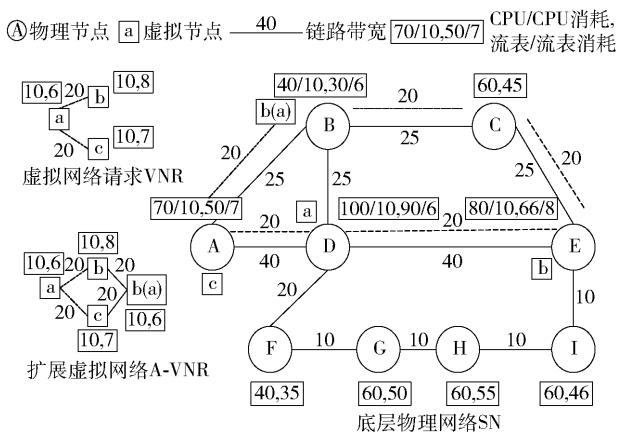 A 物理节点 a 虚拟节点 40 链路带宽 70/10,50/7 CPU/CPU消耗,
流表/流表消耗
10,6 20 b 10,8
a
20 c 10,7
虚拟网络请求VNR
40/10,30/6 60,45
b(a) B 20 C
25
20 25 25 25 20
70/10,50/7 a 100/10,90/6 80/10,66/8
A 20 D 20 E
40 40
c b
10,8
10,6 20 b 20
a 20 b(a)
20 c 10,6
10,7
扩展虚拟网络A-VNR
20 10
F 10 G 10 H 10 I
40,35 60,50 60,55 60,46
底层物理网络SN